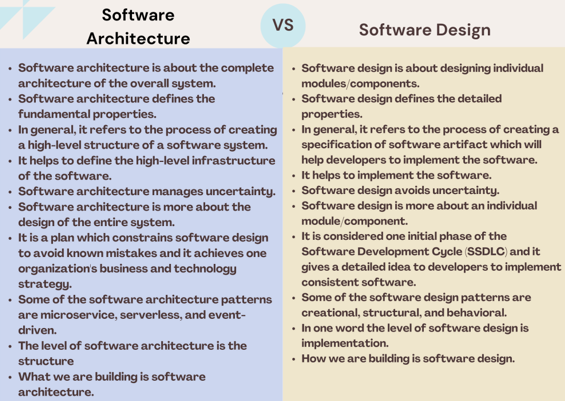 Software
Architecture
VS
Software Design
• Software architecture is about the complete
architecture of the overall system.
• Software architecture defines the
fundamental properties.
• In general, it refers to the process of creating
a high-level structure of a software system.
• It helps to define the high-level infrastructure
of the software.
• Software architecture manages uncertainty.
• Software architecture is more about the
design of the entire system.
• It is a plan which constrains software design
to avoid known mistakes and it achieves one
organization's business and technology
strategy.
• Some of the software architecture patterns
are microservice, serverless, and event-
driven.
• The level of software architecture is the
structure
• What we are building is software
architecture.
• Software design is about designing individual
modules/components.
• Software design defines the detailed
properties.
• In general, it refers to the process of creating a
specification of software artifact which will
help developers to implement the software.
• It helps to implement the software.
• Software design avoids uncertainty.
• Software design is more about an individual
module/component.
• It is considered one initial phase of the
Software Development Cycle (SSDLC) and it
gives a detailed idea to developers to implement
consistent software.
• Some of the software design patterns are
creational, structural, and behavioral.
• In one word the level of software design is
implementation.
• How we are building is software design.